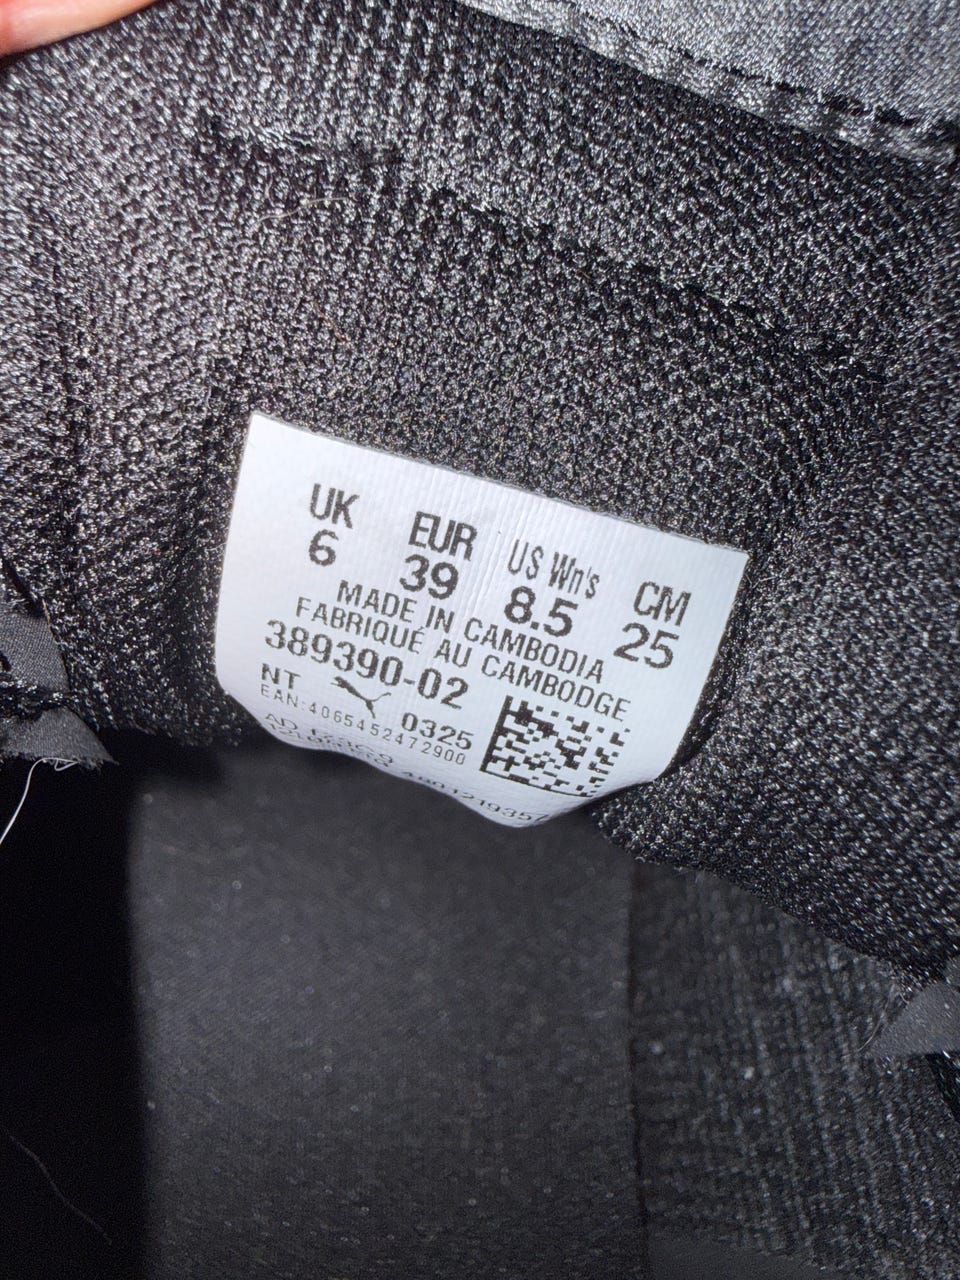 UK EUR US Wn's CM
6 39 8.5 25
MADE IN CAMBODIA
FABRIQUÉ AU CAMBODGE
389390-02
NT 0325
EAN:4065452472900
4801219357